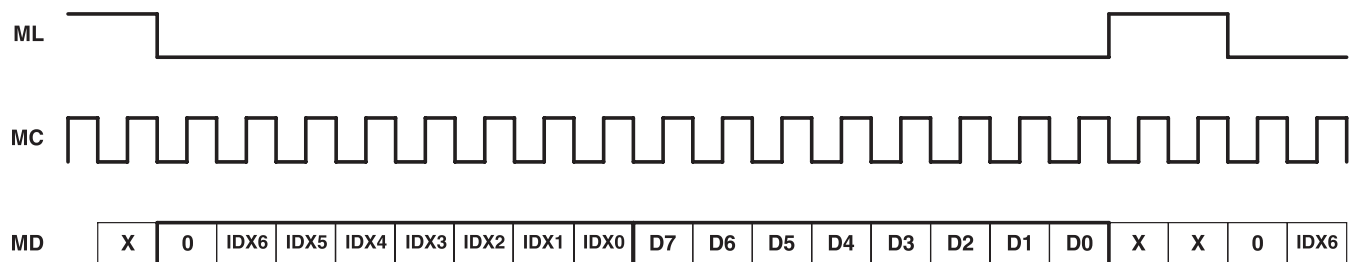 ML
MC
MD X 0 IDX6 IDX5 IDX4 IDX3 IDX2 IDX1 IDX0 D7 D6 D5 D4 D3 D2 D1 D0 X X 0 IDX6